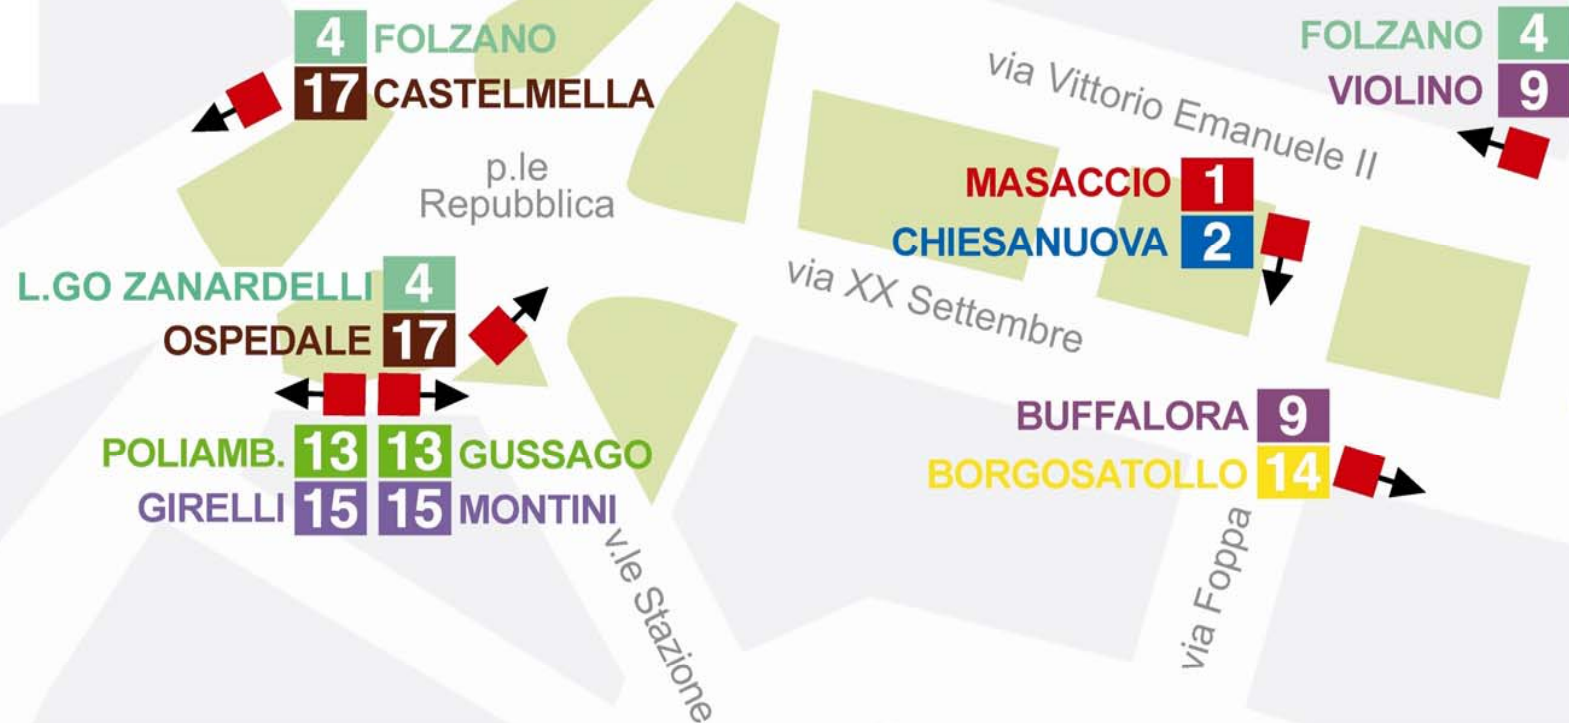 4 FOLZANO
17 CASTELMELLA
FOLZANO 4
VIOLINO 9
via Vittorio Emanuele II
p.le
Repubblica
MASACCIO 1
CHIESANUOVA 2
L.GO ZANARDELLI 4
OSPEDALE 17
via XX Settembre
POLIAMB. 13 13 GUSSAGO
GIRELLI 15 15 MONTINI
BUFFALORA 9
BORGOSATOLLO 14
v.le Stazione
via Foppa